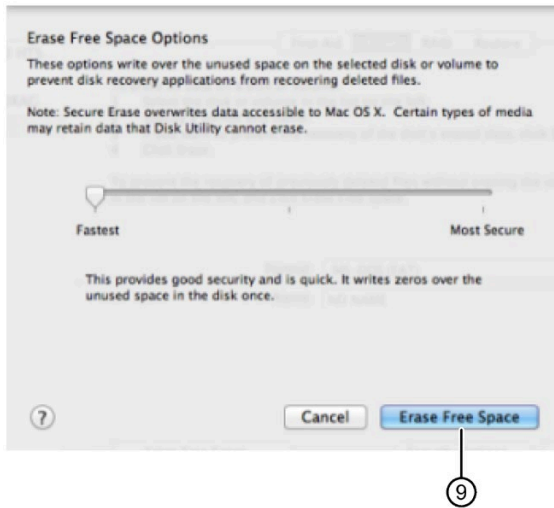 Erase Free Space Options
These options write over the unused space on the selected disk or volume to
prevent disk recovery applications from recovering deleted files.
Note: Secure Erase overwrites data accessible to Mac OS X.  Certain types of media
may retain data that Disk Utility cannot erase.
Fastest
Most Secure
This provides good security and is quick. It writes zeros over the
unused space in the disk once.
?
Cancel
Erase Free Space
9